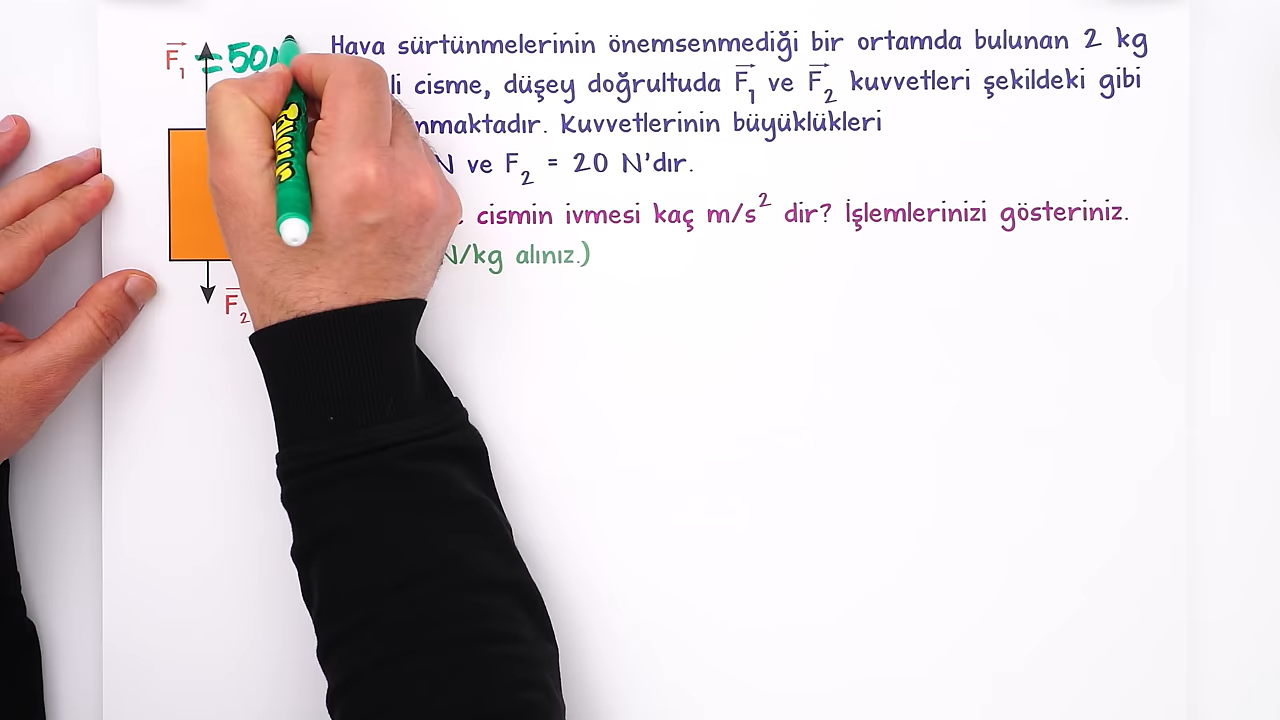 F₁ = 50
Hava sürtünmelerinin önemsenmediği bir ortamda bulunan 2 kg
li cisme, düşey doğrultuda F₁ ve F₂ kuvvetleri şekildeki gibi
nmaktadır. Kuvvetlerinin büyüklükleri
N ve F₂ = 20 N'dır.
cismin ivmesi kaç m/s² dir? İşlemlerinizi gösteriniz.
N/kg alınız.)
F₂